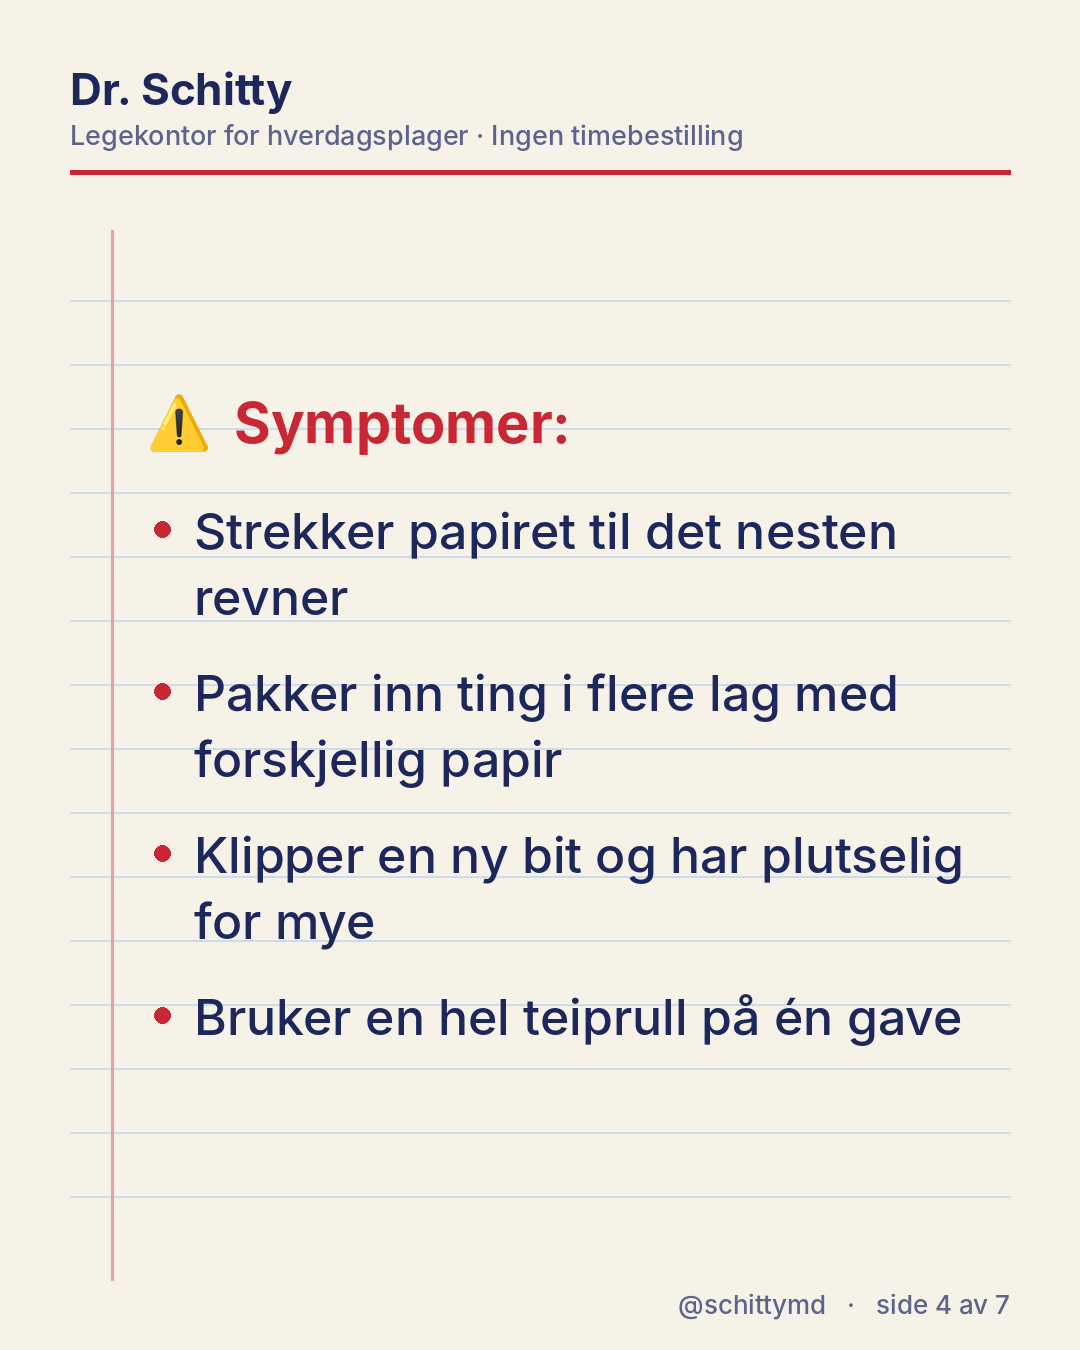 Dr. Schitty
Legekontor for hverdagsplager · Ingen timebestilling
⚠️ Symptomer:
• Strekker papiret til det nesten
revner
• Pakker inn ting i flere lag med
forskjellig papir
• Klipper en ny bit og har plutselig
for mye
• Bruker en hel teiprull på én gave
@schittymd · side 4 av 7